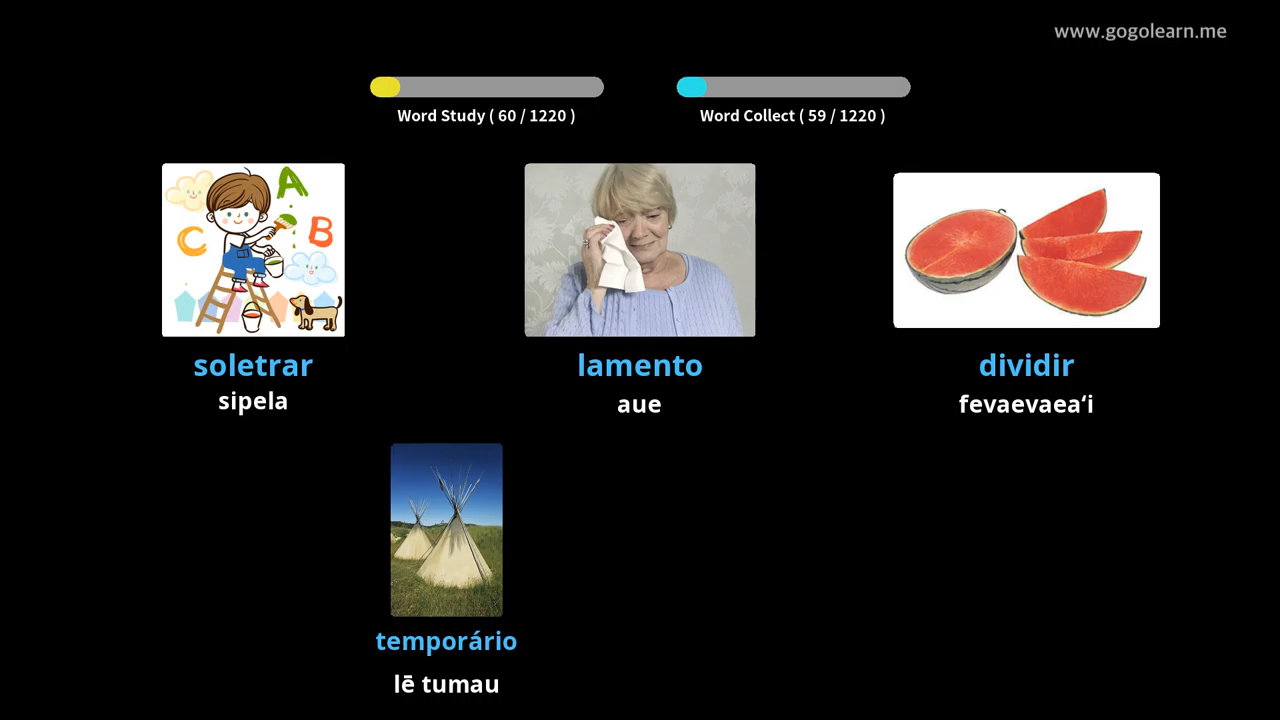 www.gogolearn.me
Word Study ( 60 / 1220 )
Word Collect ( 59 / 1220 )
A
B
C
soletrar
sipela
lamento
aue
dividir
fevaevaeaʻi
temporário
lē tumau